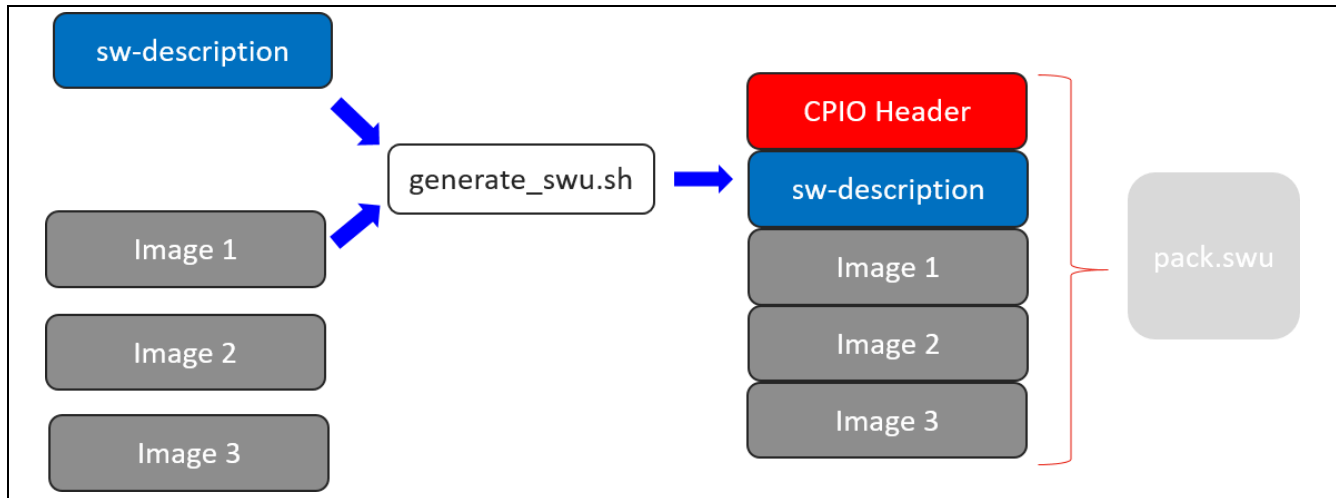 sw-description
Image 1
Image 2
Image 3
generate_swu.sh
CPIO Header
sw-description
Image 1
Image 2
Image 3
pack.swu